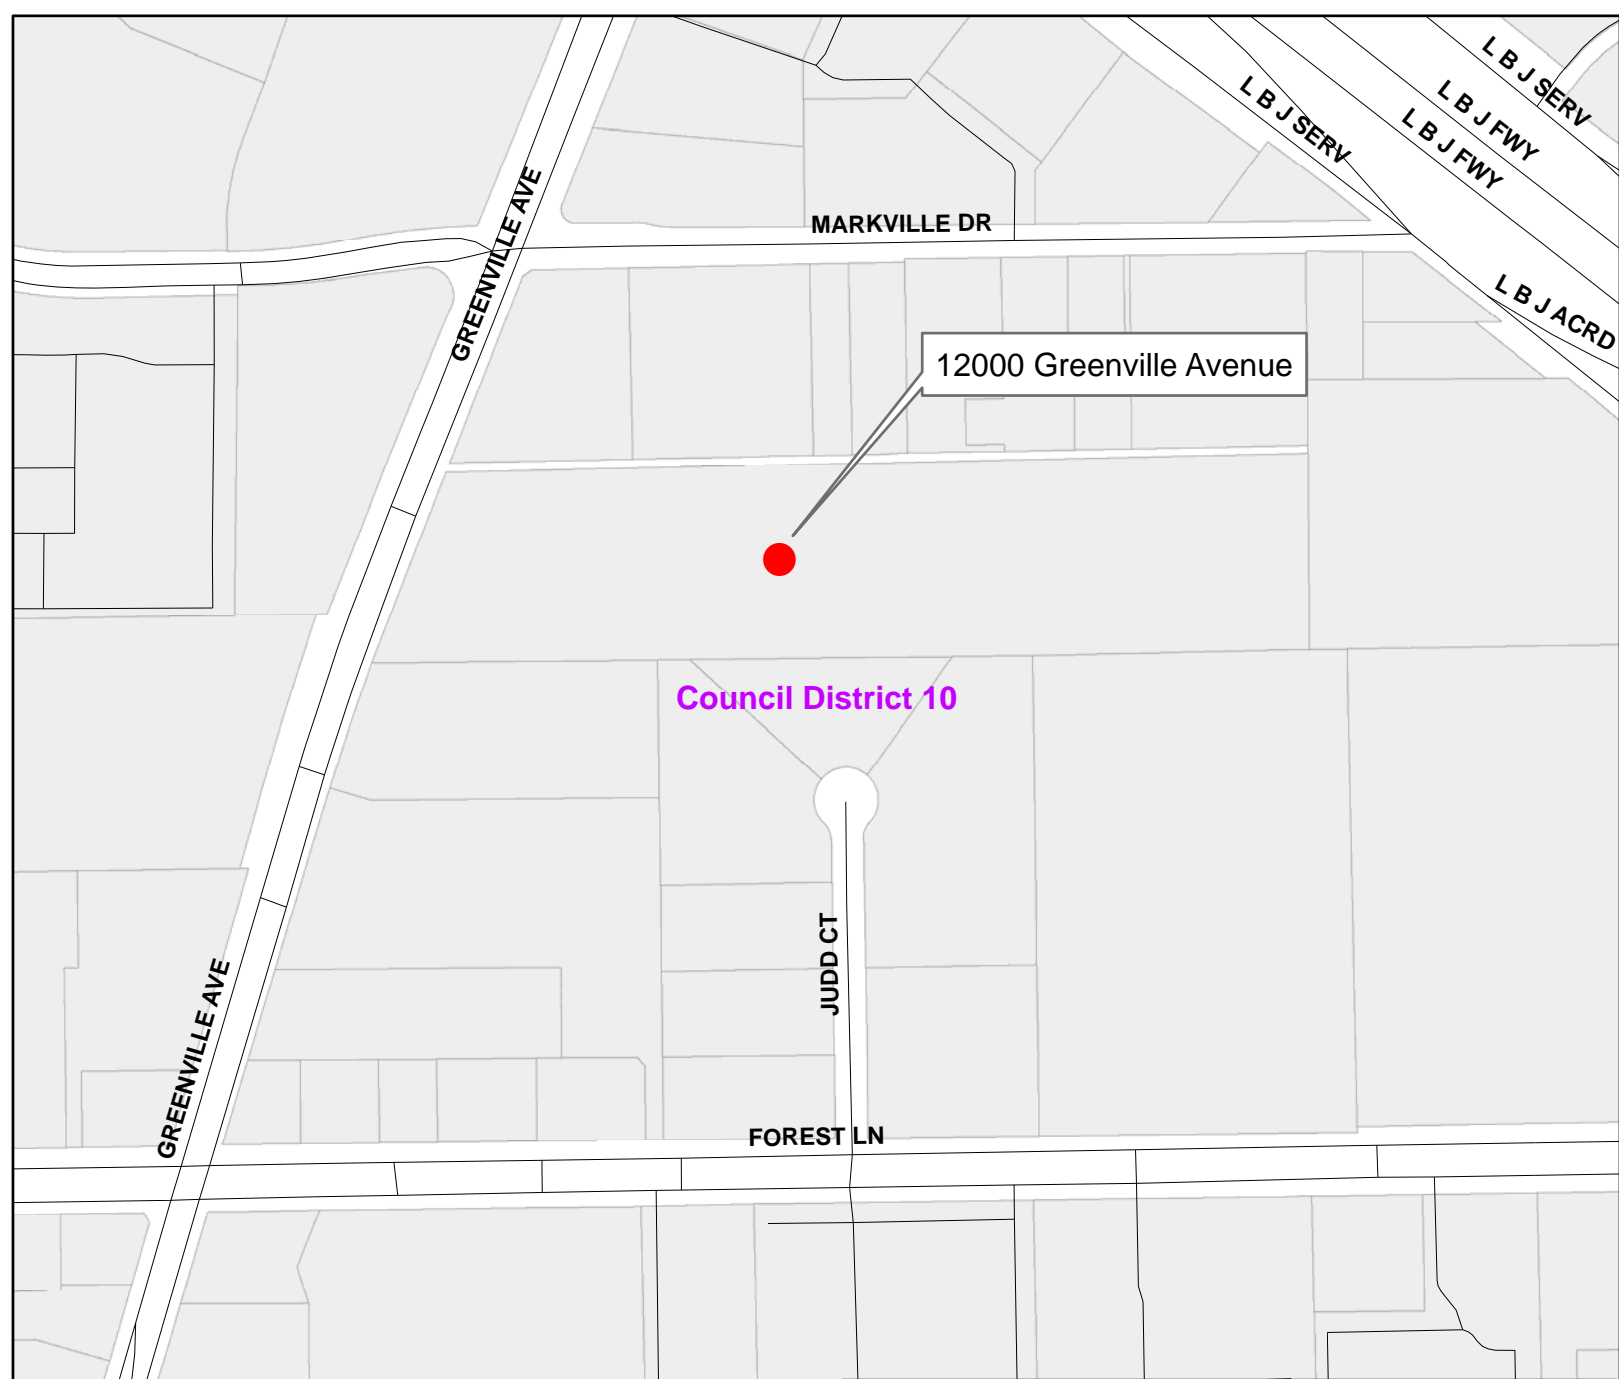 L B J SERV
L B J FWY
L B J SERV
L B J FWY
GREENVILLE AVE
MARKVILLE DR
L B J ACRD
12000 Greenville Avenue
Council District 10
JUDD CT
GREENVILLE AVE
FOREST LN